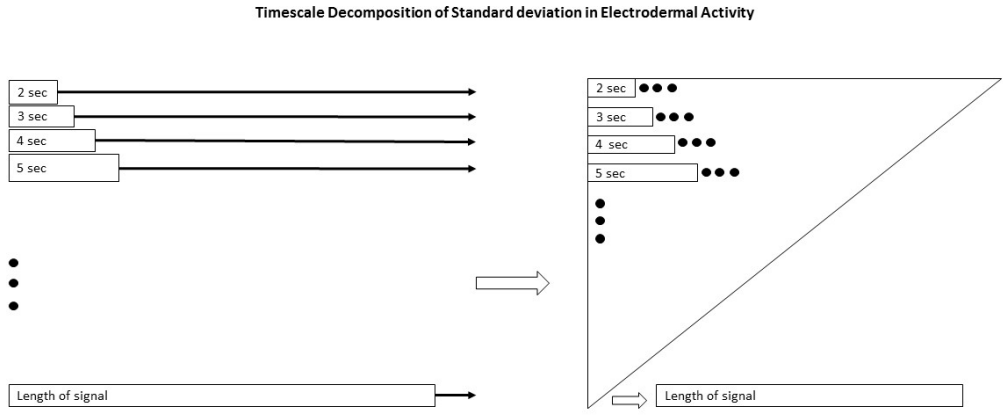 Timescale Decomposition of Standard deviation in Electrodermal Activity
2 sec
3 sec
4 sec
5 sec
Length of signal
2 sec
3 sec
4 sec
5 sec
Length of signal